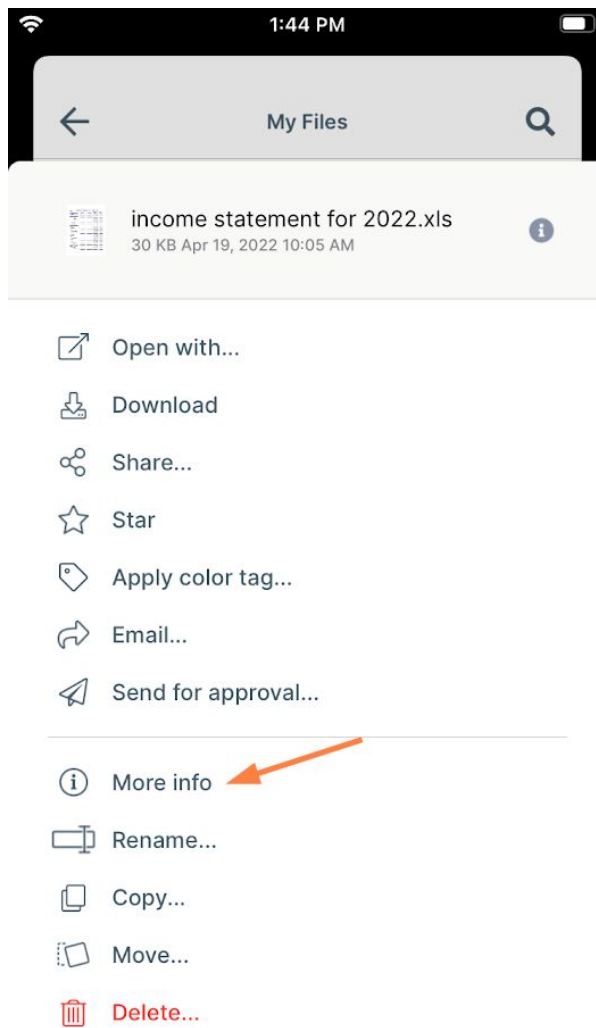 1:44 PM
My Files
income statement for 2022.xls
30 KB Apr 19, 2022 10:05 AM
Open with...
Download
Share...
Star
Apply color tag...
Email...
Send for approval...
More info
Rename...
Copy...
Move...
Delete...